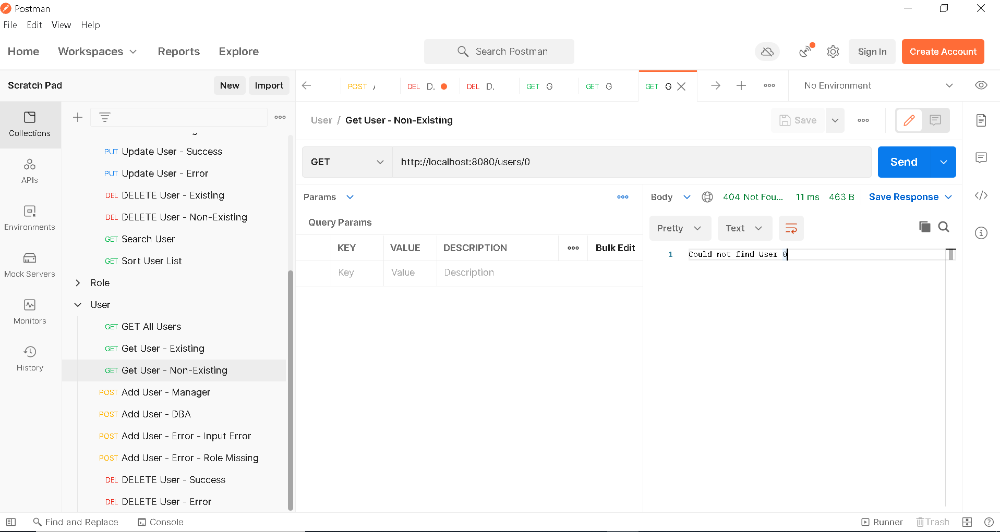 Postman
File Edit View Help
Home Workspaces Reports Explore Search Postman Sign In Create Account
Scratch Pad New Import POST DEL D. DEL D. GET G GET G GET G No Environment
Collections
User / Get User - Non-Existing Save
PUT Update User - Success
GET http://localhost:8080/users/0 Send
APIs
PUT Update User - Error
DEL DELETE User - Existing
Params Body 404 Not Fou... 11 ms 463 B Save Response
Environments
DEL DELETE User - Non-Existing
Query Params Pretty Text
GET Search User
KEY VALUE DESCRIPTION Bulk Edit
1 Could not find User 0
GET Sort User List
Mock Servers
Key Value Description
Role
User
Monitors
GET GET All Users
GET Get User - Existing
History
GET Get User - Non-Existing
POST Add User - Manager
POST Add User - DBA
POST Add User - Error - Input Error
POST Add User - Error - Role Missing
DEL DELETE User - Success
DEL DELETE User - Error
Find and Replace Console Runner Trash